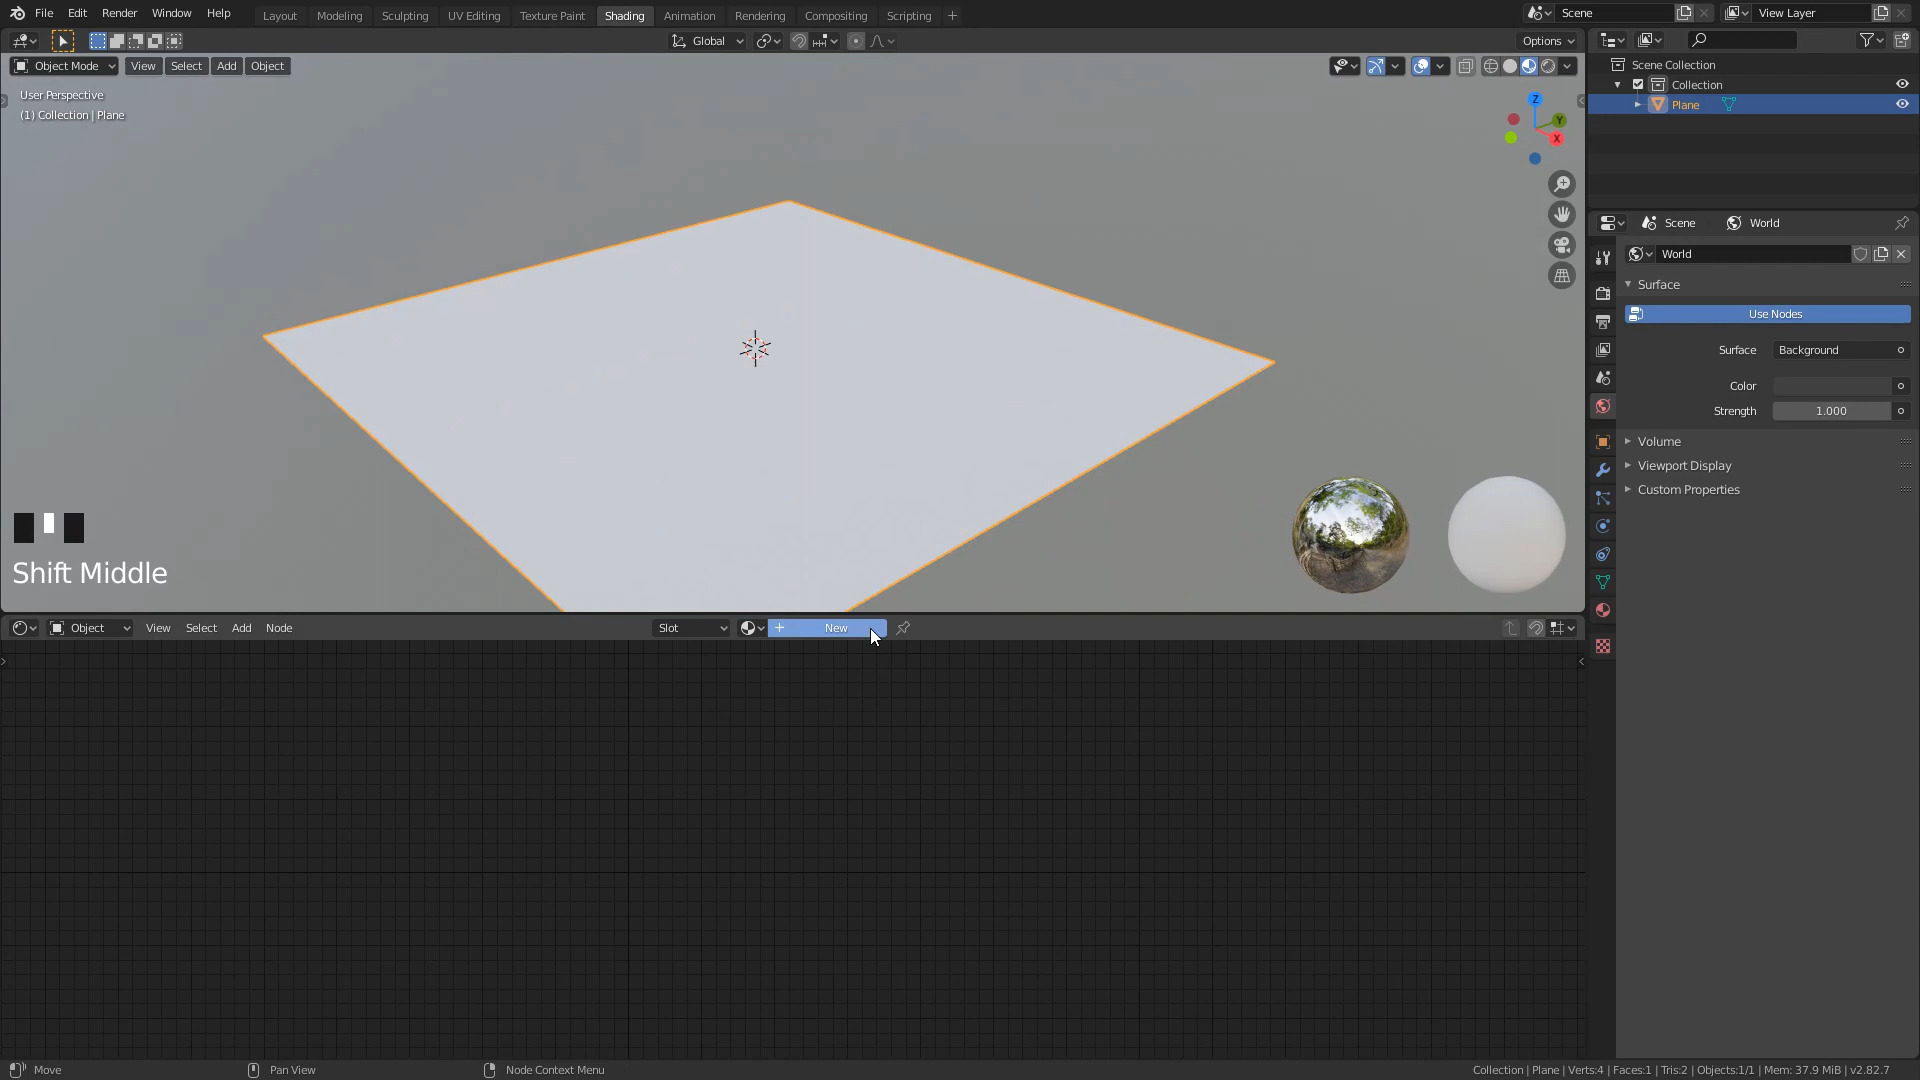 File Edit Render Window Help
Layout Modeling Sculpting UV Editing Texture Paint Shading Animation Rendering Compositing Scripting +
Scene View Layer
Global Options
Object Mode View Select Add Object
User Perspective
(1) Collection | Plane
Z
Y
X
Scene Collection
Collection
Plane
Scene World
World
Surface
Use Nodes
Surface Background
Color
Strength 1.000
Volume
Viewport Display
Custom Properties
Shift Middle
Object View Select Add Node Slot + New
Move Pan View Node Context Menu Collection | Plane | Verts:4 | Faces:1 | Tris:2 | Objects:1/1 | Mem: 37.9 MiB | v2.82.7